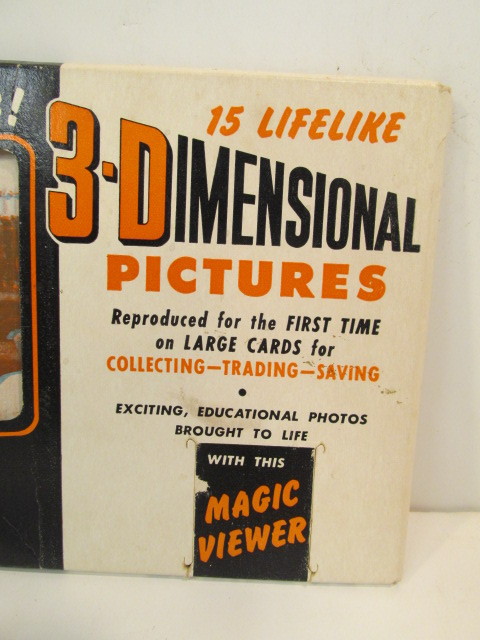 !
15 LIFELIKE
3-DIMENSIONAL
PICTURES
Reproduced for the FIRST TIME
on LARGE CARDS for
COLLECTING—TRADING—SAVING
•
EXCITING, EDUCATIONAL PHOTOS
BROUGHT TO LIFE
WITH THIS
MAGIC
VIEWER